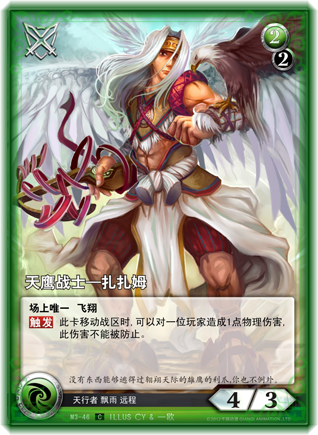 2
2
天鹰战士—扎扎姆
场上唯一 飞翔
触发 此卡移动战区时,可以对一位玩家造成1点物理伤害,
此伤害不能被防止。
没有东西能够逃得过翱翔天际的雄鹰的利爪,你也不例外。
天行者 飘雨 远程
4 / 3
M3-46 C ILLUS CY & 一欧